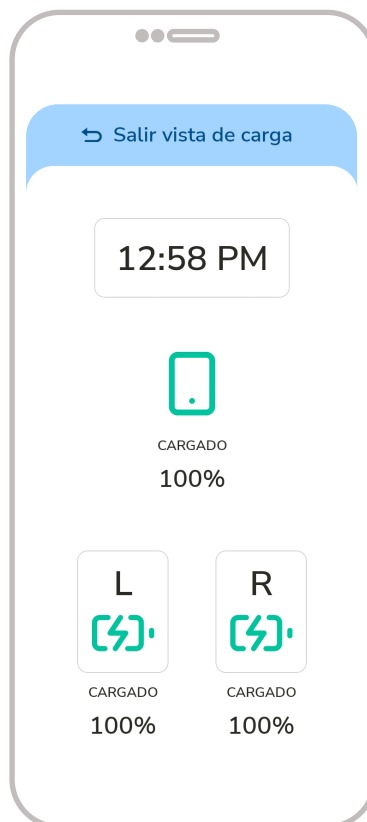 Salir vista de carga
12:58 PM
CARGADO
100%
L R
CARGADO CARGADO
100% 100%